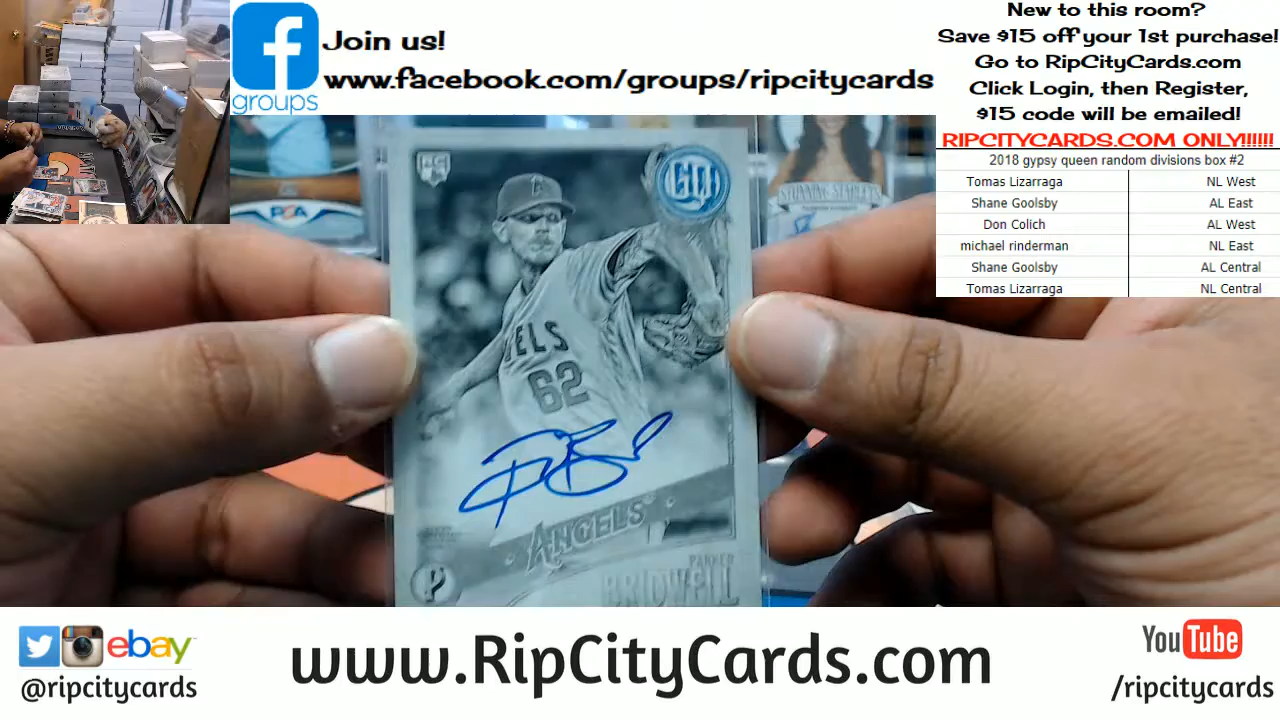 f
groups
Join us!
www.facebook.com/groups/ripcitycards
New to this room?
Save $15 off your 1st purchase!
Go to RipCityCards.com
Click Login, then Register,
$15 code will be emailed!
RIPCITYCARDS.COM ONLY!!!!!!
2018 gypsy queen random divisions box #2
Tomas Lizarraga NL West
Shane Goolsby AL East
Don Colich AL West
michael rinderman NL East
Shane Goolsby AL Central
Tomas Lizarraga NL Central
PSA
STUNNING STARLETS
RC
GQ
ELS
62
ANGELS
P
PARKER
BRIDWELL
ebay
@ripcitycards
www.RipCityCards.com
YouTube
/ripcitycards